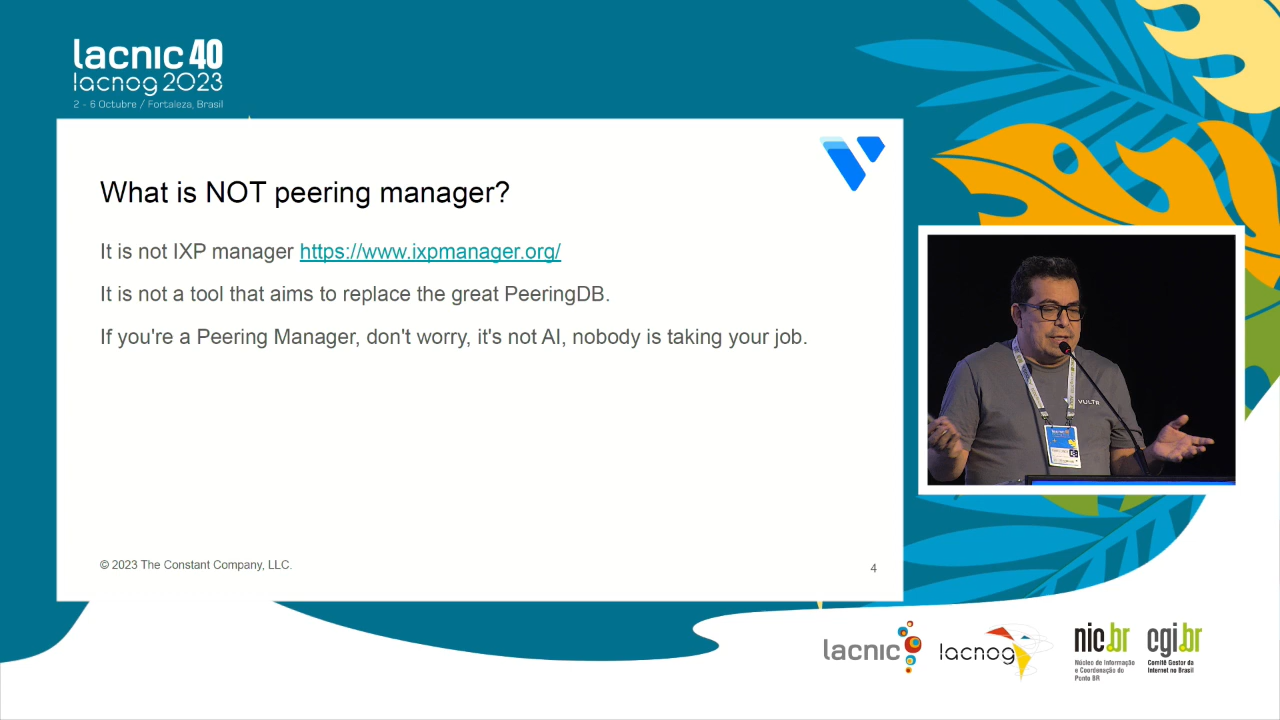 lacnic 40
lacnog 2023
2 - 6 Octubre / Fortaleza, Brasil
What is NOT peering manager?
It is not IXP manager https://www.ixpmanager.org/
It is not a tool that aims to replace the great PeeringDB.
If you're a Peering Manager, don't worry, it's not AI, nobody is taking your job.
© 2023 The Constant Company, LLC.
4
VULTR
lacnic
lacnog
nic.br
Núcleo de Informação
e Coordenação do
Ponto BR
cgi.br
Comitê Gestor da
Internet no Brasil